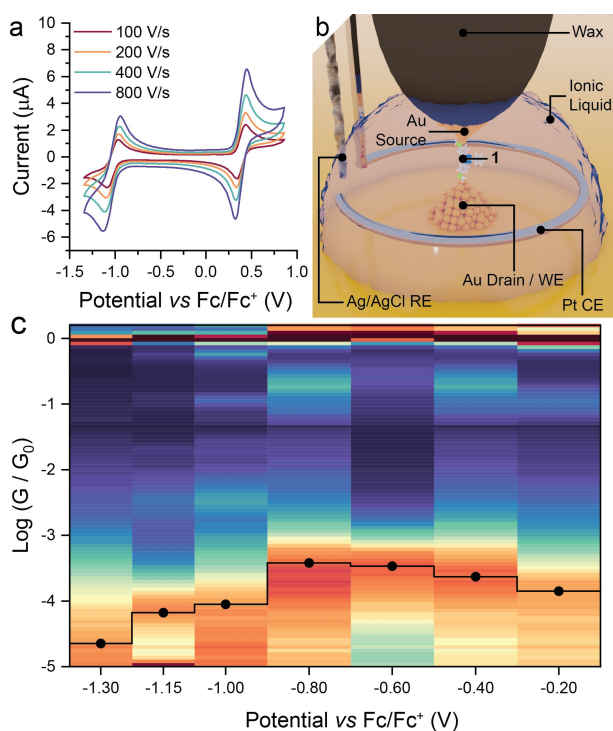 a
100 V/s
200 V/s
400 V/s
800 V/s
10
8
6
4
2
0
-2
-4
-6
Current (µA)
-1.5 -1.0 -0.5 0.0 0.5 1.0
Potential vs Fc/Fc⁺ (V)
b
Wax
Ionic
Liquid
Au
Source
1
Au Drain / WE
Pt CE
Ag/AgCl RE
c
0
-1
-2
-3
-4
-5
Log (G / G₀)
-1.30 -1.15 -1.00 -0.80 -0.60 -0.40 -0.20
Potential vs Fc/Fc⁺ (V)